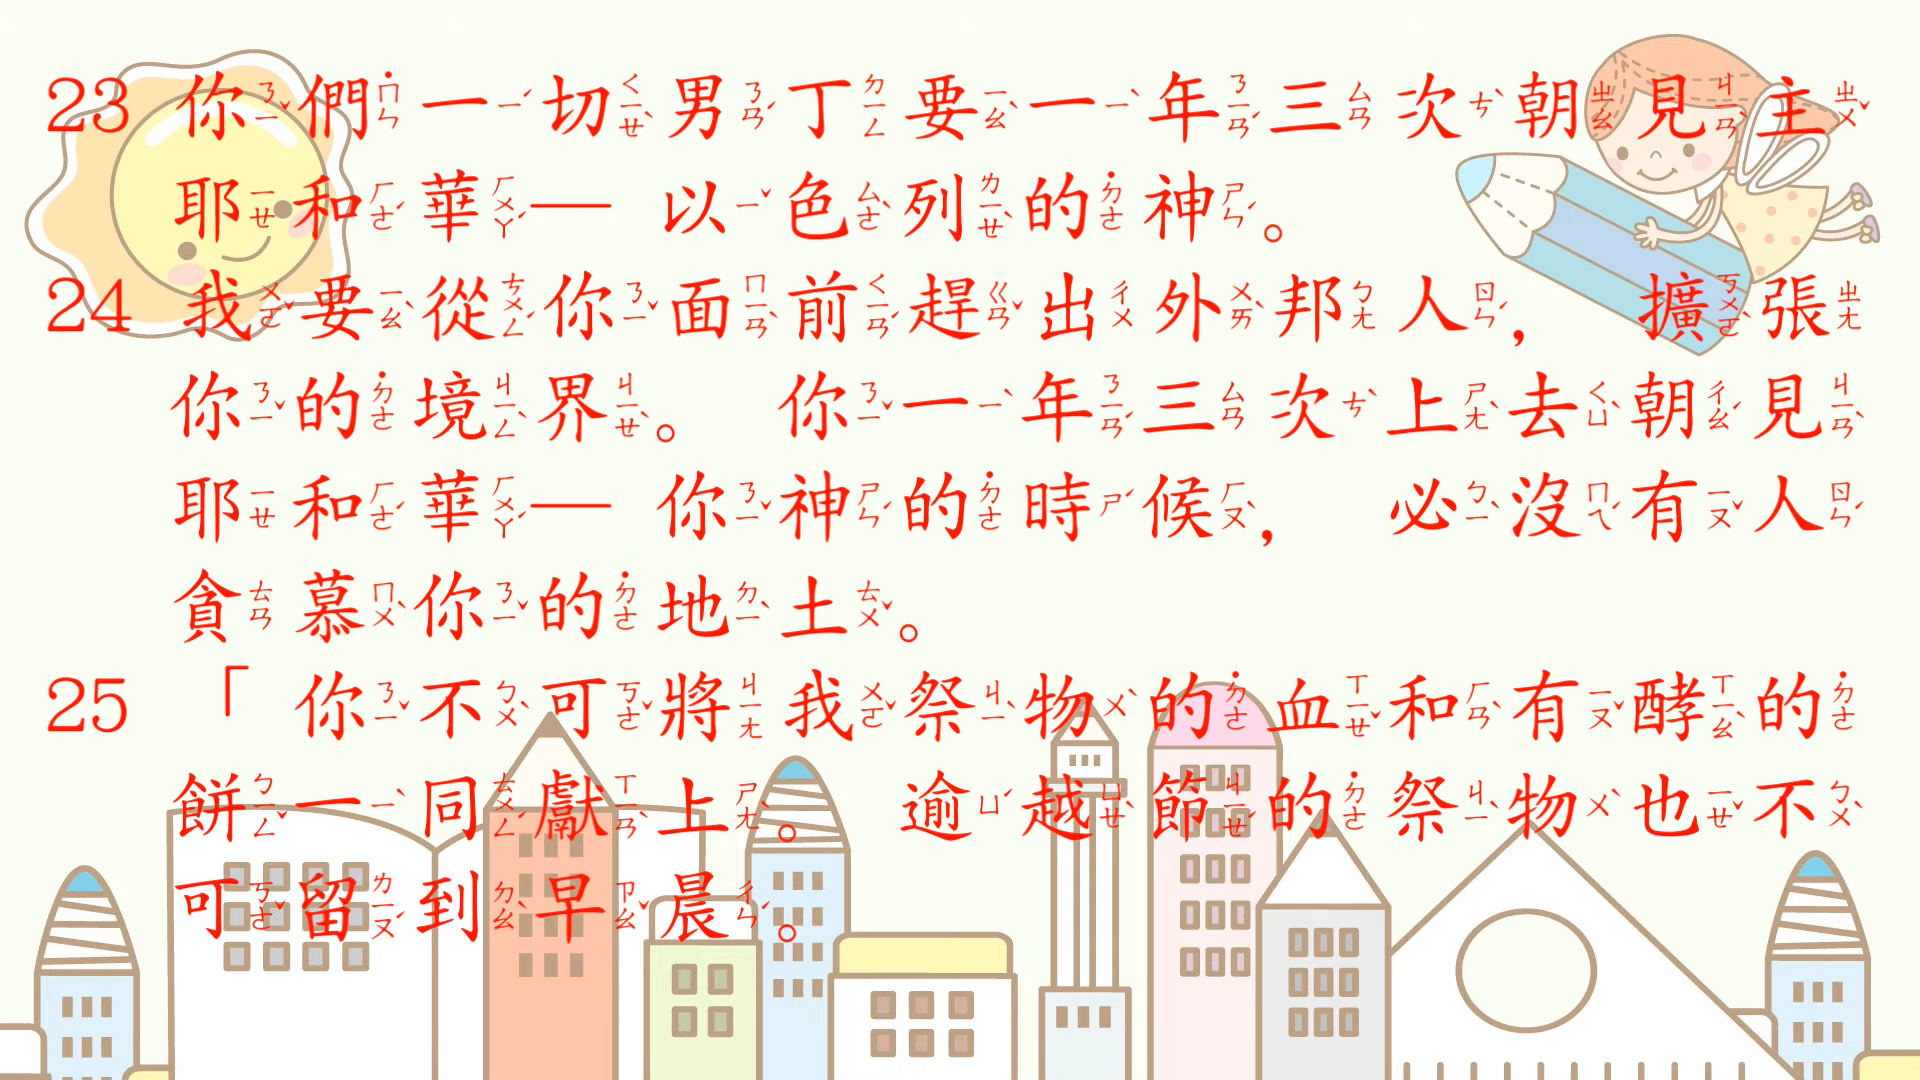 23 你們一切男丁要一年三次朝見主
耶和華— 以色列的神。
24 我要從你面前趕出外邦人， 擴張
你的境界。 你一年三次上去朝見
耶和華— 你神的時候， 必沒有人
貪慕你的地土。
25 「你不可將我祭物的血和有酵的
餅一同獻上。 逾越節的祭物也不
可留到早晨。